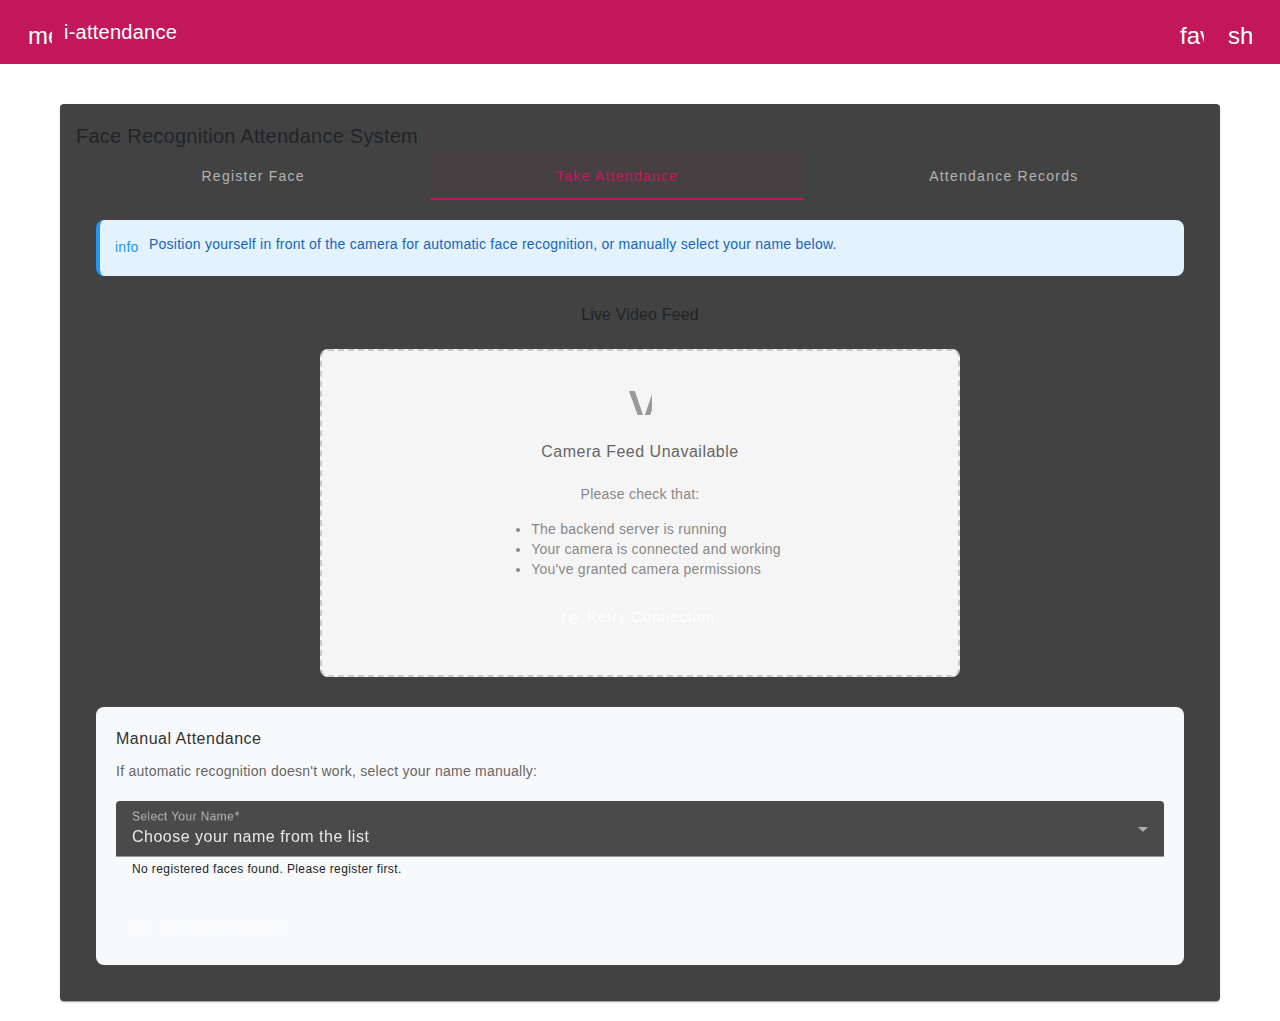 me i-attendance fav sh
Face Recognition Attendance System
Register Face Take Attendance Attendance Records
info Position yourself in front of the camera for automatic face recognition, or manually select your name below.
Live Video Feed
Camera Feed Unavailable
Please check that:
The backend server is running
Your camera is connected and working
You've granted camera permissions
re Retry Connection
Manual Attendance
If automatic recognition doesn't work, select your name manually:
Select Your Name*
Choose your name from the list
No registered faces found. Please register first.